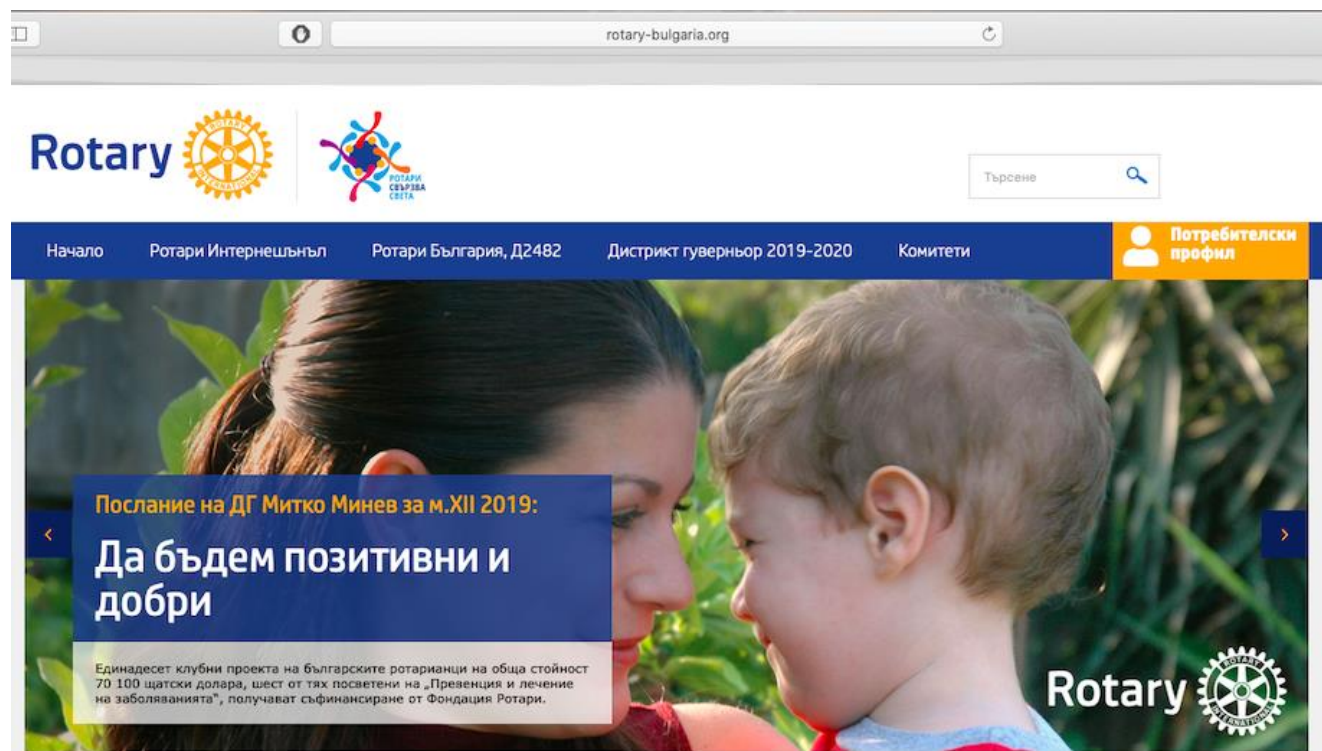 rotary-bulgaria.org
Rotary
ROTARY
INTERNATIONAL
РОТАРИ
СВЪРЗВА
СВЕТА
Търсене
Начало Ротари Интернешънъл Ротари България, Д2482 Дистрикт гуверньор 2019-2020 Комитети
Потребителски
профил
Послание на ДГ Митко Минев за м.XII 2019:
Да бъдем позитивни и
добри
Единадесет клубни проекта на българските ротарианци на обща стойност
70 100 щатски долара, шест от тях посветени на „Превенция и лечение
на заболяванията", получават съфинансиране от Фондация Ротари.
Rotary
ROTARY
INTERNATIONAL